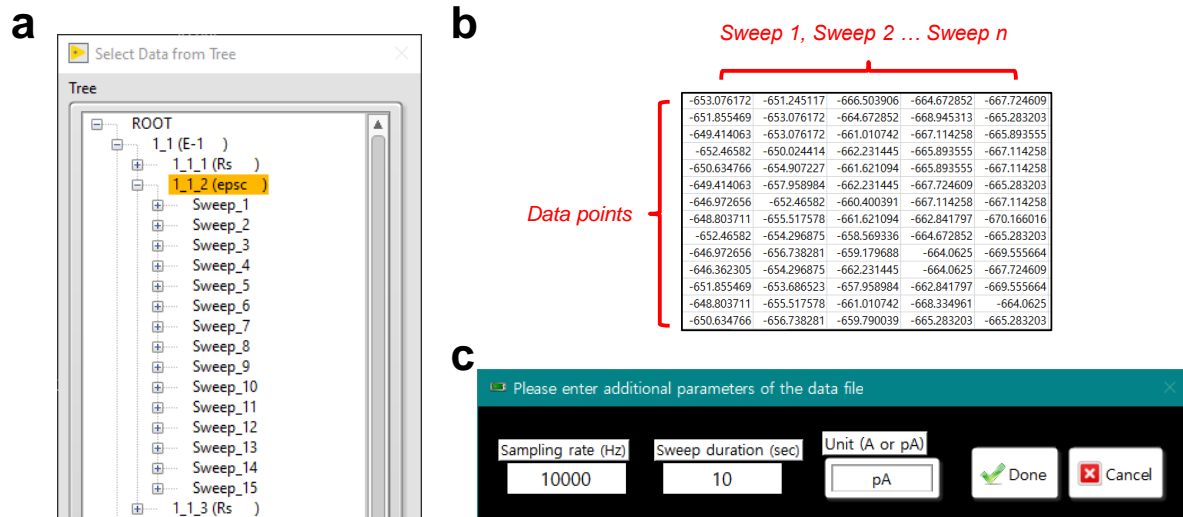 a
Select Data from Tree
Tree
ROOT
1_1 (E-1 )
1_1_1 (Rs )
1_1_2 (epsc )
Sweep_1
Sweep_2
Sweep_3
Sweep_4
Sweep_5
Sweep_6
Sweep_7
Sweep_8
Sweep_9
Sweep_10
Sweep_11
Sweep_12
Sweep_13
Sweep_14
Sweep_15
1_1_3 (Rs )
b
Sweep 1, Sweep 2 … Sweep n
Data points
-653.076172 -651.245117 -666.503906 -664.672852 -667.724609
-651.855469 -653.076172 -664.672852 -668.945313 -665.283203
-649.414063 -653.076172 -661.010742 -667.114258 -665.893555
-652.46582 -650.024414 -662.231445 -665.893555 -667.114258
-650.634766 -654.907227 -661.621094 -665.893555 -667.114258
-649.414063 -657.958984 -662.231445 -667.724609 -665.283203
-646.972656 -652.46582 -660.400391 -667.114258 -667.114258
-648.803711 -655.517578 -661.621094 -662.841797 -670.166016
-652.46582 -654.296875 -658.569336 -664.672852 -665.283203
-646.972656 -656.738281 -659.179688 -664.0625 -669.555664
-646.362305 -654.296875 -662.231445 -664.0625 -667.724609
-651.855469 -653.686523 -657.958984 -662.841797 -669.555664
-648.803711 -655.517578 -661.010742 -668.334961 -664.0625
-650.634766 -656.738281 -659.790039 -665.283203 -665.283203
c
Please enter additional parameters of the data file
Sampling rate (Hz) Sweep duration (sec) Unit (A or pA)
10000 10 pA Done Cancel